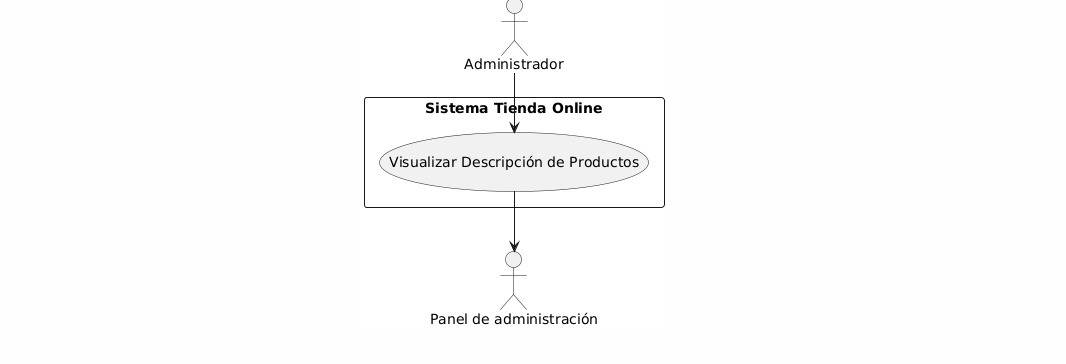 Administrador
Sistema Tienda Online
Visualizar Descripción de Productos
Panel de administración